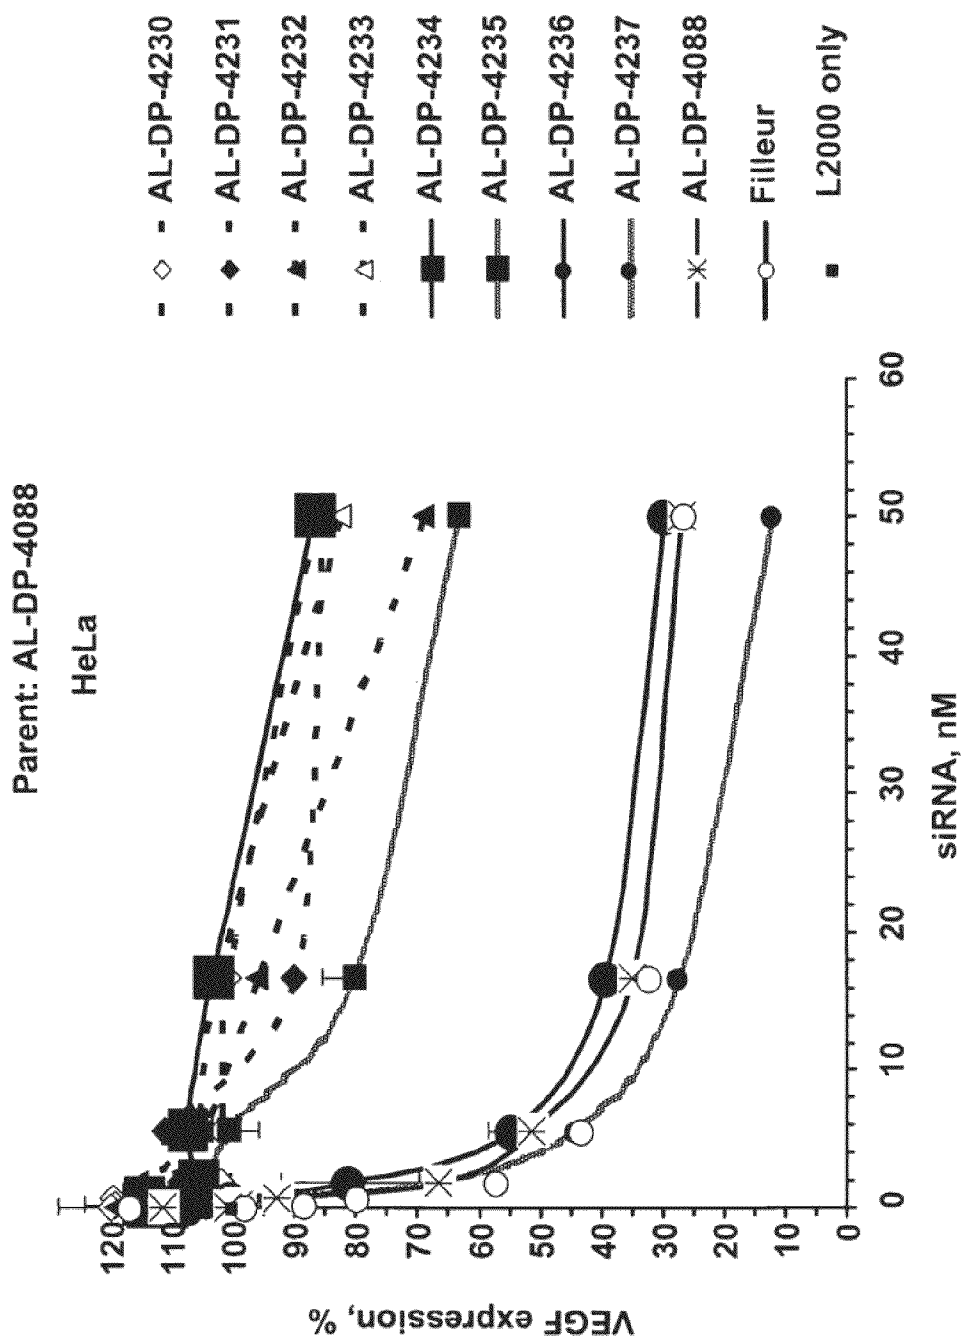 Parent: AL-DP-4088
HeLa
VEGF expression, %
120
110
100
90
80
70
60
50
40
30
20
10
0
0
10
20
30
40
50
60
siRNA, nM
AL-DP-4230
AL-DP-4231
AL-DP-4232
AL-DP-4233
AL-DP-4234
AL-DP-4235
AL-DP-4236
AL-DP-4237
AL-DP-4088
Filleur
L2000 only